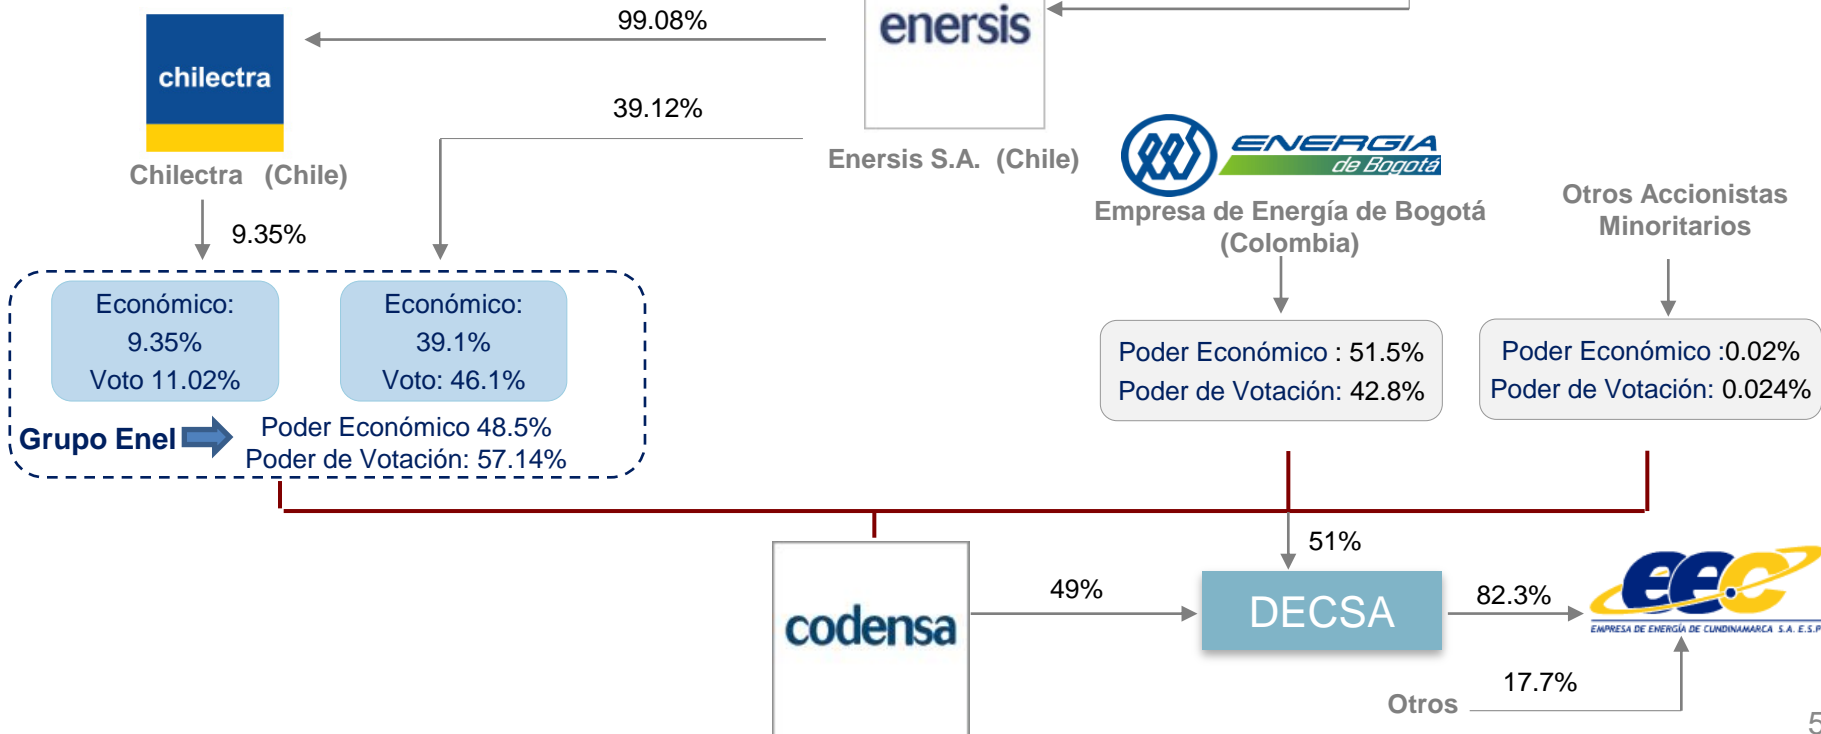 99.08%
enersis
chilectra
39.12%
Enersis S.A.  (Chile)
Chilectra   (Chile)
ENERGIA
de Bogotá
Empresa de Energía de Bogotá
(Colombia)
Otros Accionistas
Minoritarios
9.35%
Económico:
9.35%
Voto 11.02%
Económico:
39.1%
Voto: 46.1%
Poder Económico : 51.5%
Poder de Votación: 42.8%
Poder Económico :0.02%
Poder de Votación: 0.024%
Grupo Enel
Poder Económico 48.5%
Poder de Votación: 57.14%
51%
codensa
49%
DECSA
82.3%
eec
EMPRESA DE ENERGÍA DE CUNDINAMARCA S.A. E.S.P
17.7%
Otros
5